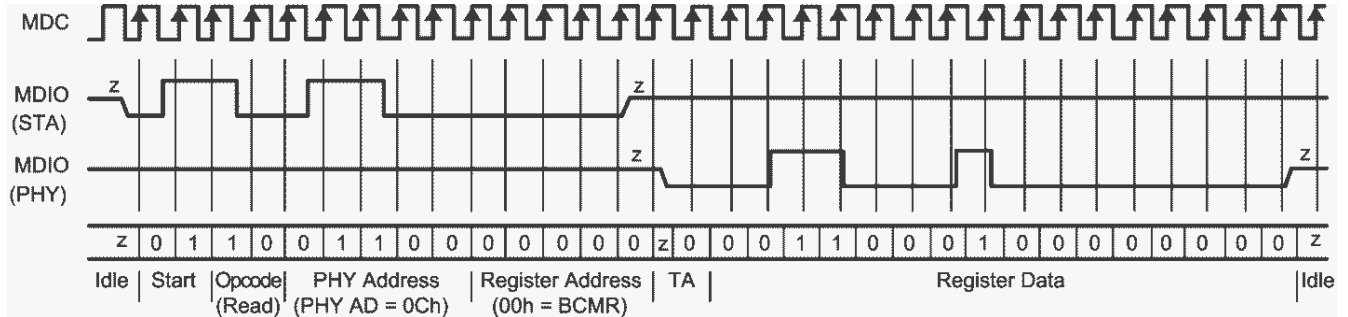 MDC
z z
MDIO
(STA)
MDIO z z
(PHY)
z 0 1 1 0 0 1 1 0 0 0 0 0 0 0 z 0 0 0 1 1 0 0 0 1 0 0 0 0 0 0 0 0 z
Idle Start Opcode PHY Address Register Address TA Register Data Idle
(Read) (PHY AD = 0Ch) (00h = BCMR)